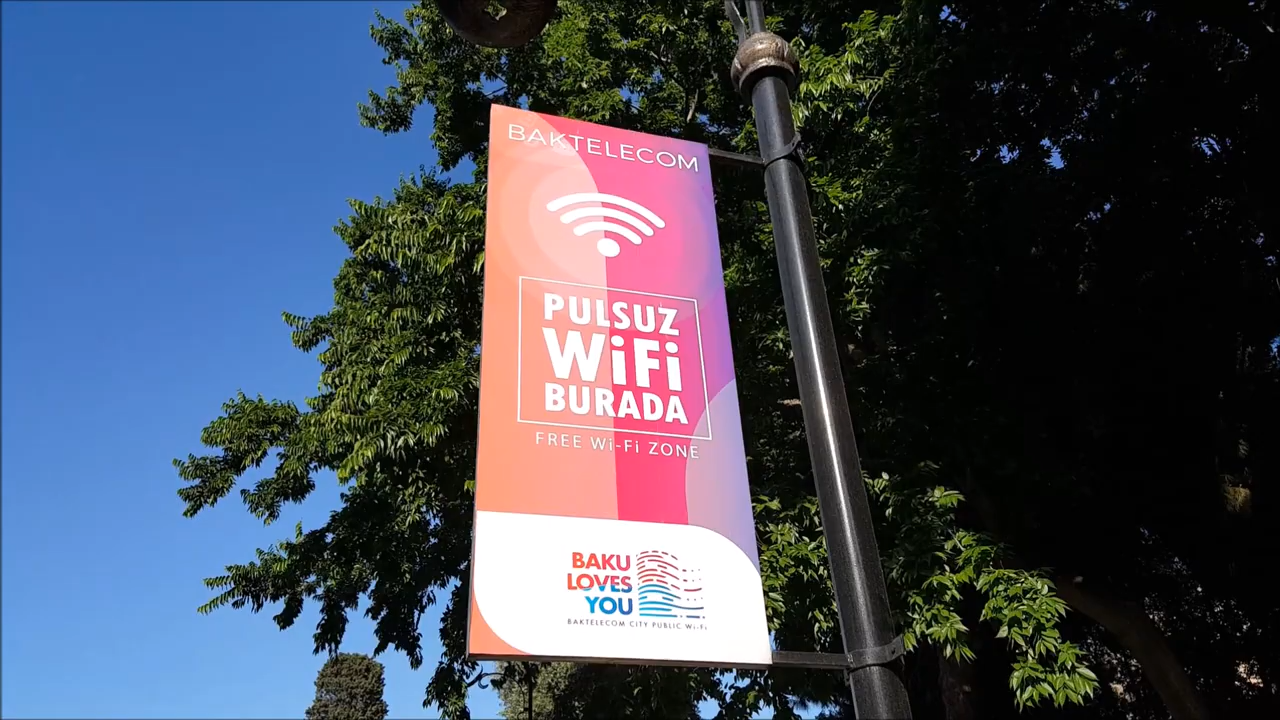 BAKTELECOM
PULSUZ
WiFi
BURADA
FREE Wi-Fi ZONE
BAKU
LOVES
YOU
BAKTELECOM CITY PUBLIC Wi-Fi